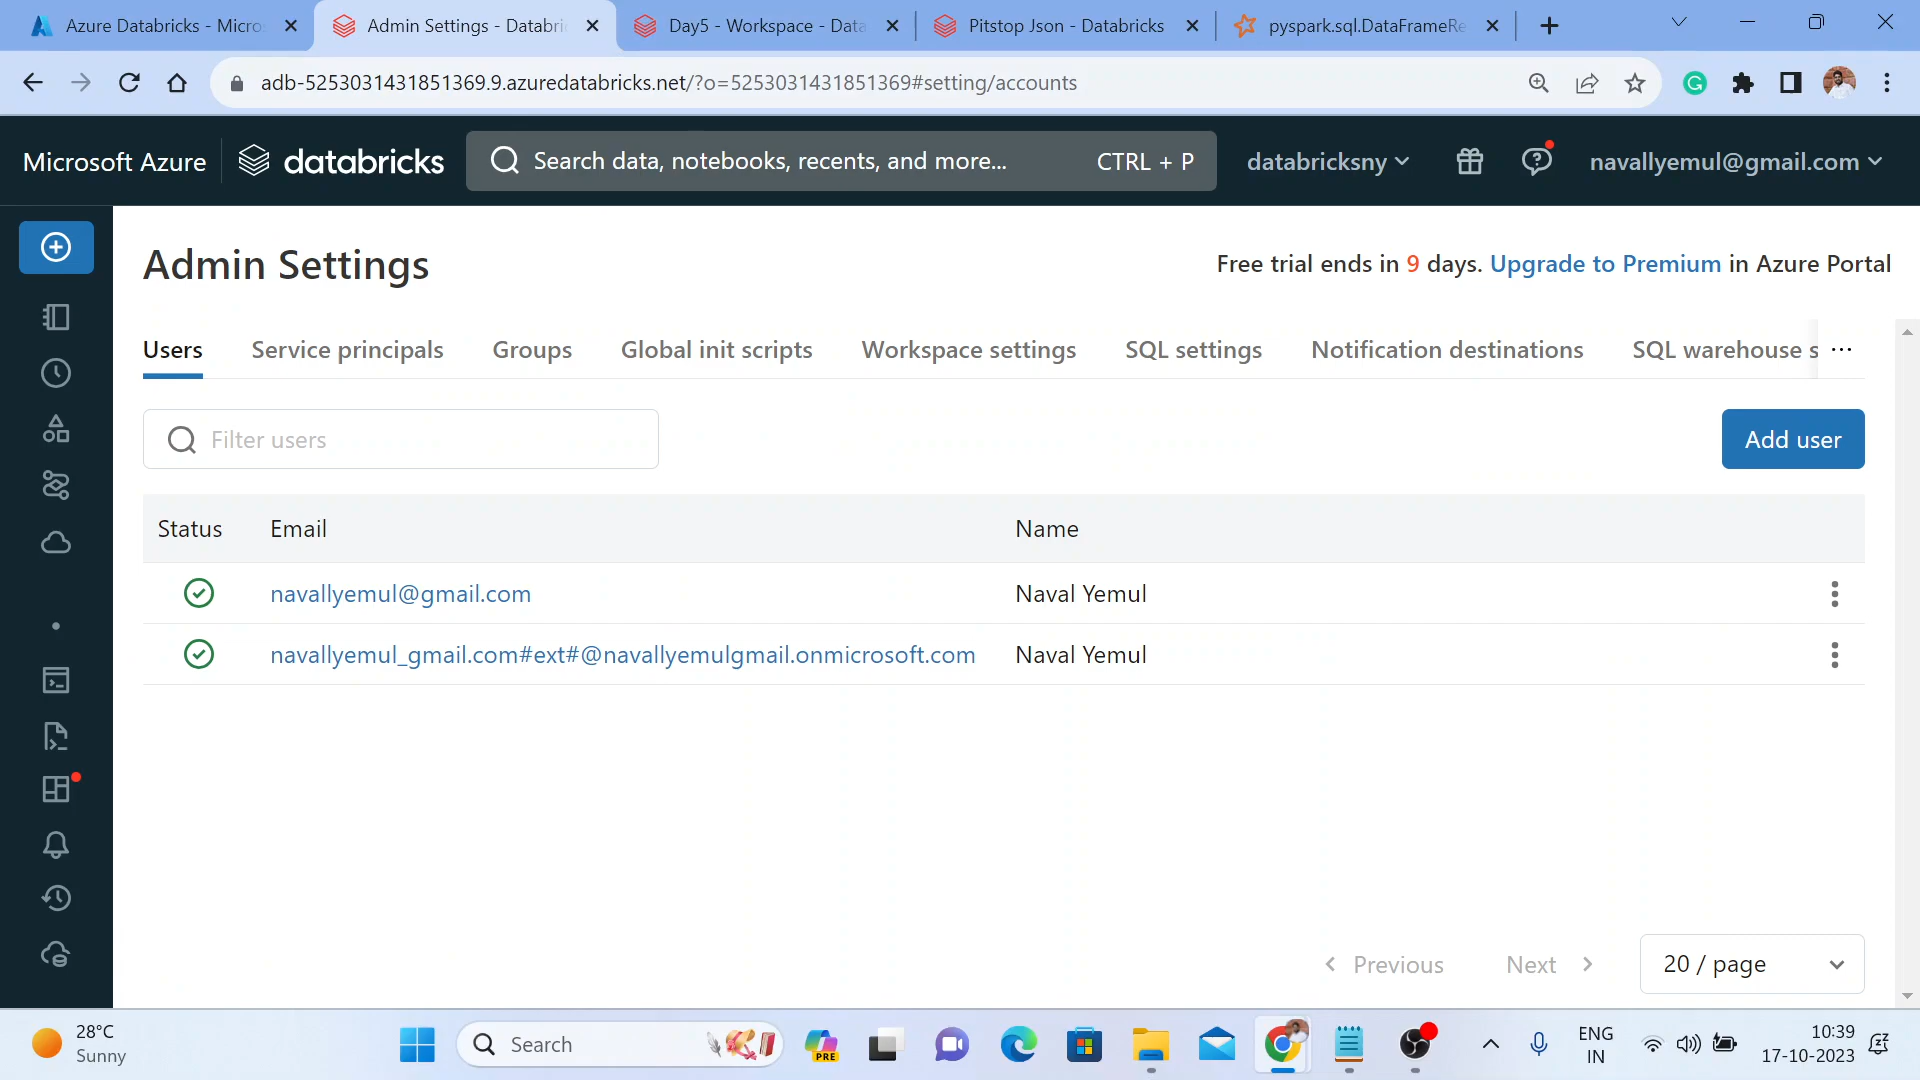 Azure Databricks - Micro
Admin Settings - Databri
Day5 - Workspace - Data
Pitstop Json - Databricks
pyspark.sql.DataFrameRe
adb-5253031431851369.9.azuredatabricks.net/?o=5253031431851369#setting/accounts
Microsoft Azure
databricks
Search data, notebooks, recents, and more...
CTRL + P
databricksny
navallyemul@gmail.com
Admin Settings
Free trial ends in 9 days. Upgrade to Premium in Azure Portal
Users
Service principals
Groups
Global init scripts
Workspace settings
SQL settings
Notification destinations
SQL warehouse s
Filter users
Add user
Status
Email
Name
navallyemul@gmail.com
Naval Yemul
navallyemul_gmail.com#ext#@navallyemulgmail.onmicrosoft.com
Naval Yemul
Previous
Next
20 / page
28°C
Sunny
Search
PRE
ENG
IN
10:39
17-10-2023